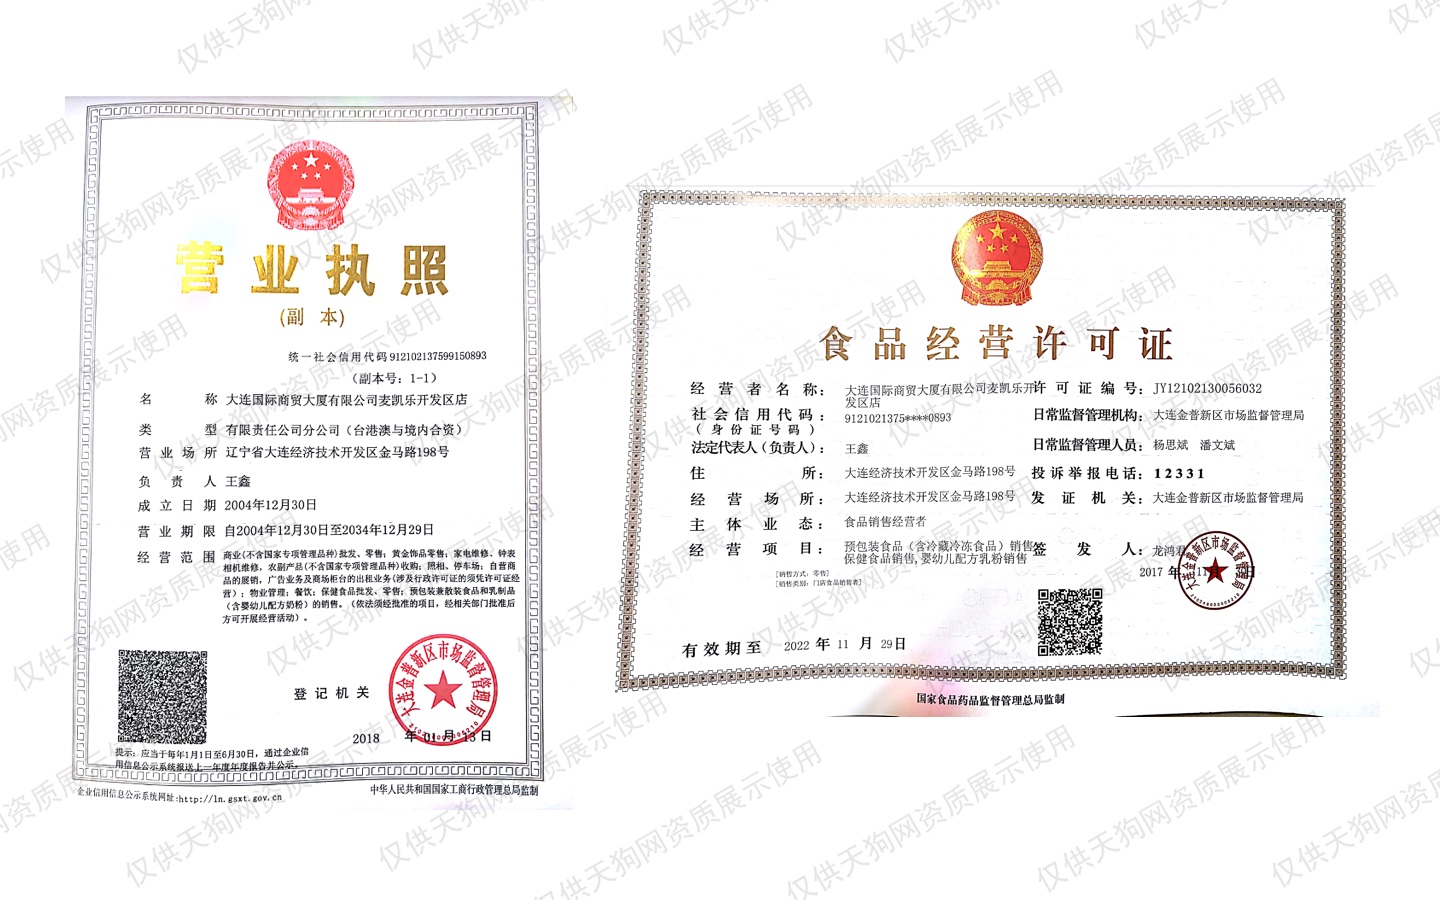 营业执照
(副 本)
统一社会信用代码 912102137599150893
（副本号：1-1）
名 称 大连国际商贸大厦有限公司麦凯乐开发区店
类 型 有限责任公司分公司（台港澳与境内合资）
营业场所 辽宁省大连经济技术开发区金马路198号
负 责 人 王鑫
成立日期 2004年12月30日
营业期限 自2004年12月30日至2034年12月29日
经营范围 商业(不含国家专项管理品种)批发、零售；黄金饰品零售；家电维修、钟表
相机维修，农副产品(不含国家专项管理品种)收购；照相、停车场；自营商
品的展销，广告业务及商场柜台的出租业务(涉及行政许可证的须凭许可证经
营)；物业管理；餐饮；保健食品批发、零售；预包装兼散装食品和乳制品
（含婴幼儿配方奶粉）的销售。（依法须经批准的项目，经相关部门批准后
方可开展经营活动）。
登记机关
大连金普新区市场监督管理局
2018 年 01 月 13 日
提示：应当于每年1月1日至6月30日，通过企业信
用信息公示系统报送上一年度年度报告并公示。
企业信用信息公示系统网址:http://ln.gsxt.gov.cn
中华人民共和国国家工商行政管理总局监制
食品经营许可证
经营者名称： 大连国际商贸大厦有限公司麦凯乐开
发区店
社会信用代码： 9121021375****0893
(身份证号码)
法定代表人(负责人)： 王鑫
住 所： 大连经济技术开发区金马路198号
经营场所： 大连经济技术开发区金马路198号
主体业态： 食品销售经营者
经营项目： 预包装食品（含冷藏冷冻食品）销售,
保健食品销售,婴幼儿配方乳粉销售
[销售方式：零售]
[销售类别：门店食品销售者]
有效期至 2022 年 11 月 29日
许可证编号： JY12102130056032
日常监督管理机构： 大连金普新区市场监督管理局
日常监督管理人员： 杨思斌 潘文斌
投诉举报电话： 12331
发证机关： 大连金普新区市场监督管理局
签发人： 龙鸿君
2017 年 11 日
大连金普新区市场监督管理局
国家食品药品监督管理总局监制
仅供天狗网资质展示使用